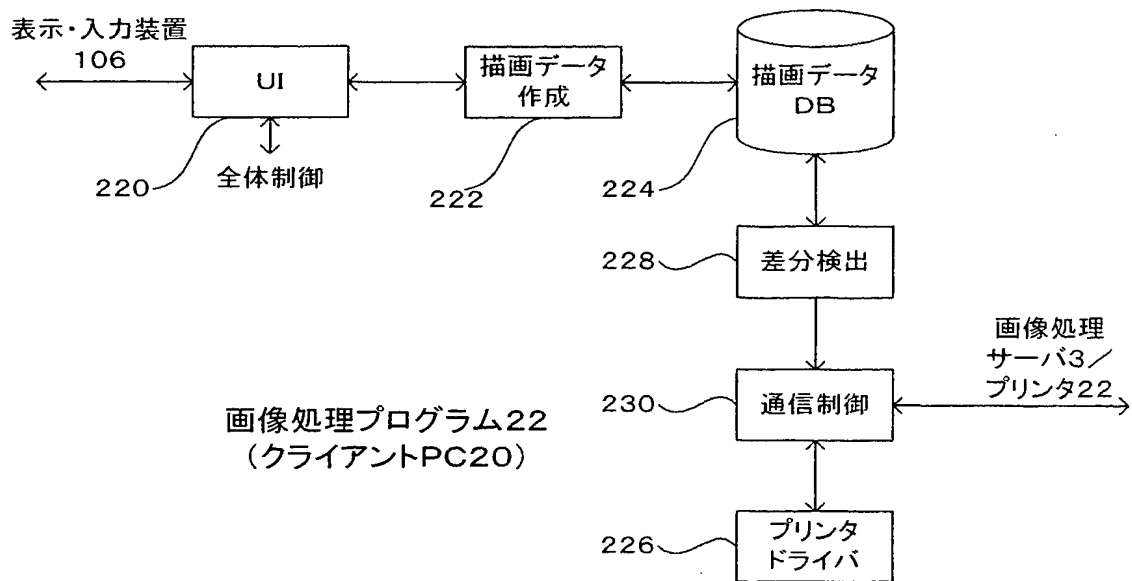 表示・入力装置
106
UI
220
全体制御
描画データ
作成
222
描画データ
DB
224
差分検出
228
画像処理
サーバ3／
プリンタ22
通信制御
230
画像処理プログラム22
(クライアントPC20)
プリンタ
ドライバ
226